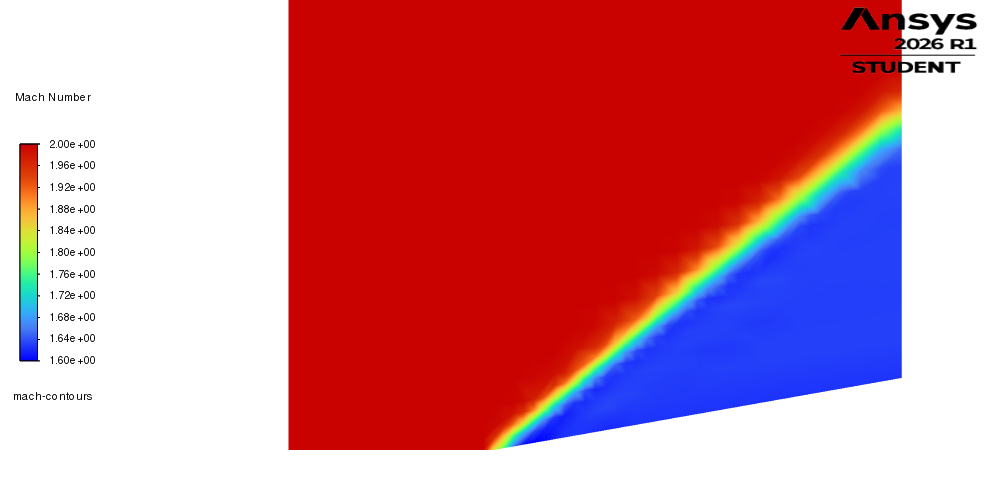 Ansys
2026 R1
STUDENT
Mach Number
2.00e+00
1.96e+00
1.92e+00
1.88e+00
1.84e+00
1.80e+00
1.76e+00
1.72e+00
1.68e+00
1.64e+00
1.60e+00
mach-contours